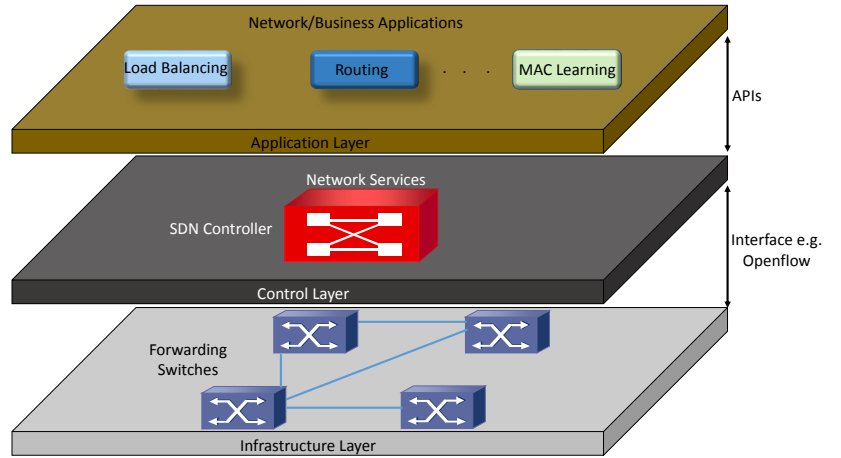 Network/Business Applications
Load Balancing
Routing
. . .
MAC Learning
APIs
Application Layer
Network Services
SDN Controller
Interface e.g.
Openflow
Control Layer
Forwarding
Switches
Infrastructure Layer